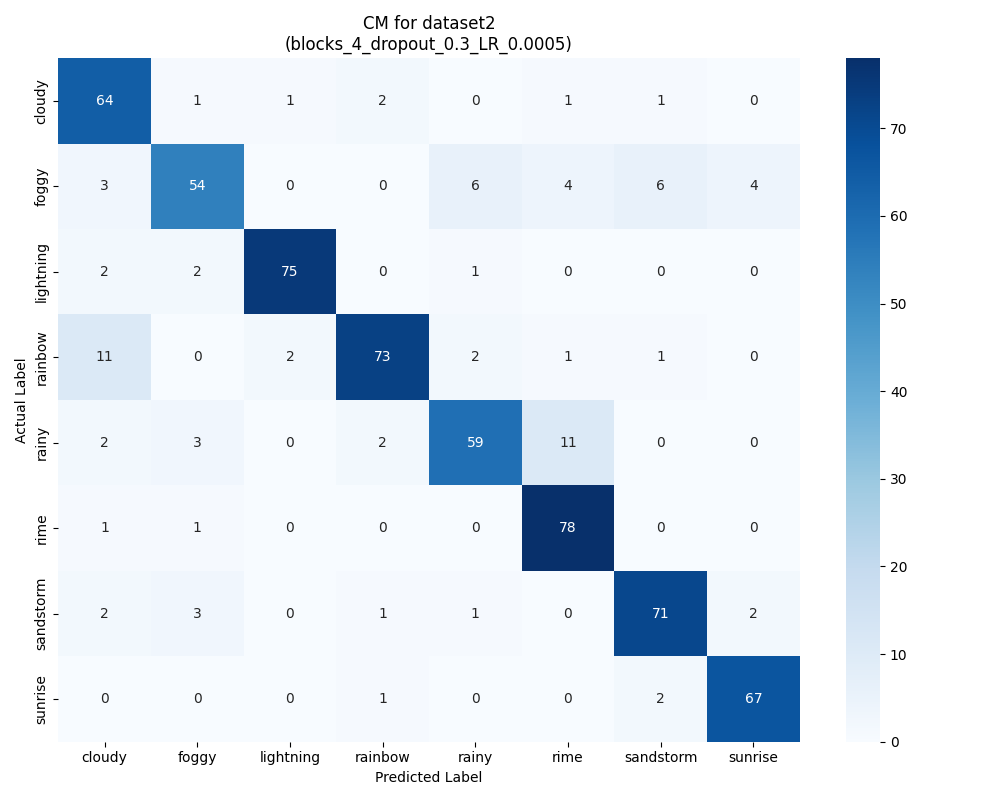 CM for dataset2
(blocks_4_dropout_0.3_LR_0.0005)
cloudy 64 1 1 2 0 1 1 0
foggy 3 54 0 0 6 4 6 4
lightning 2 2 75 0 1 0 0 0
rainbow 11 0 2 73 2 1 1 0
rainy 2 3 0 2 59 11 0 0
rime 1 1 0 0 0 78 0 0
sandstorm 2 3 0 1 1 0 71 2
sunrise 0 0 0 1 0 0 2 67
Actual Label
cloudy foggy lightning rainbow rainy rime sandstorm sunrise
Predicted Label
70
60
50
40
30
20
10
0